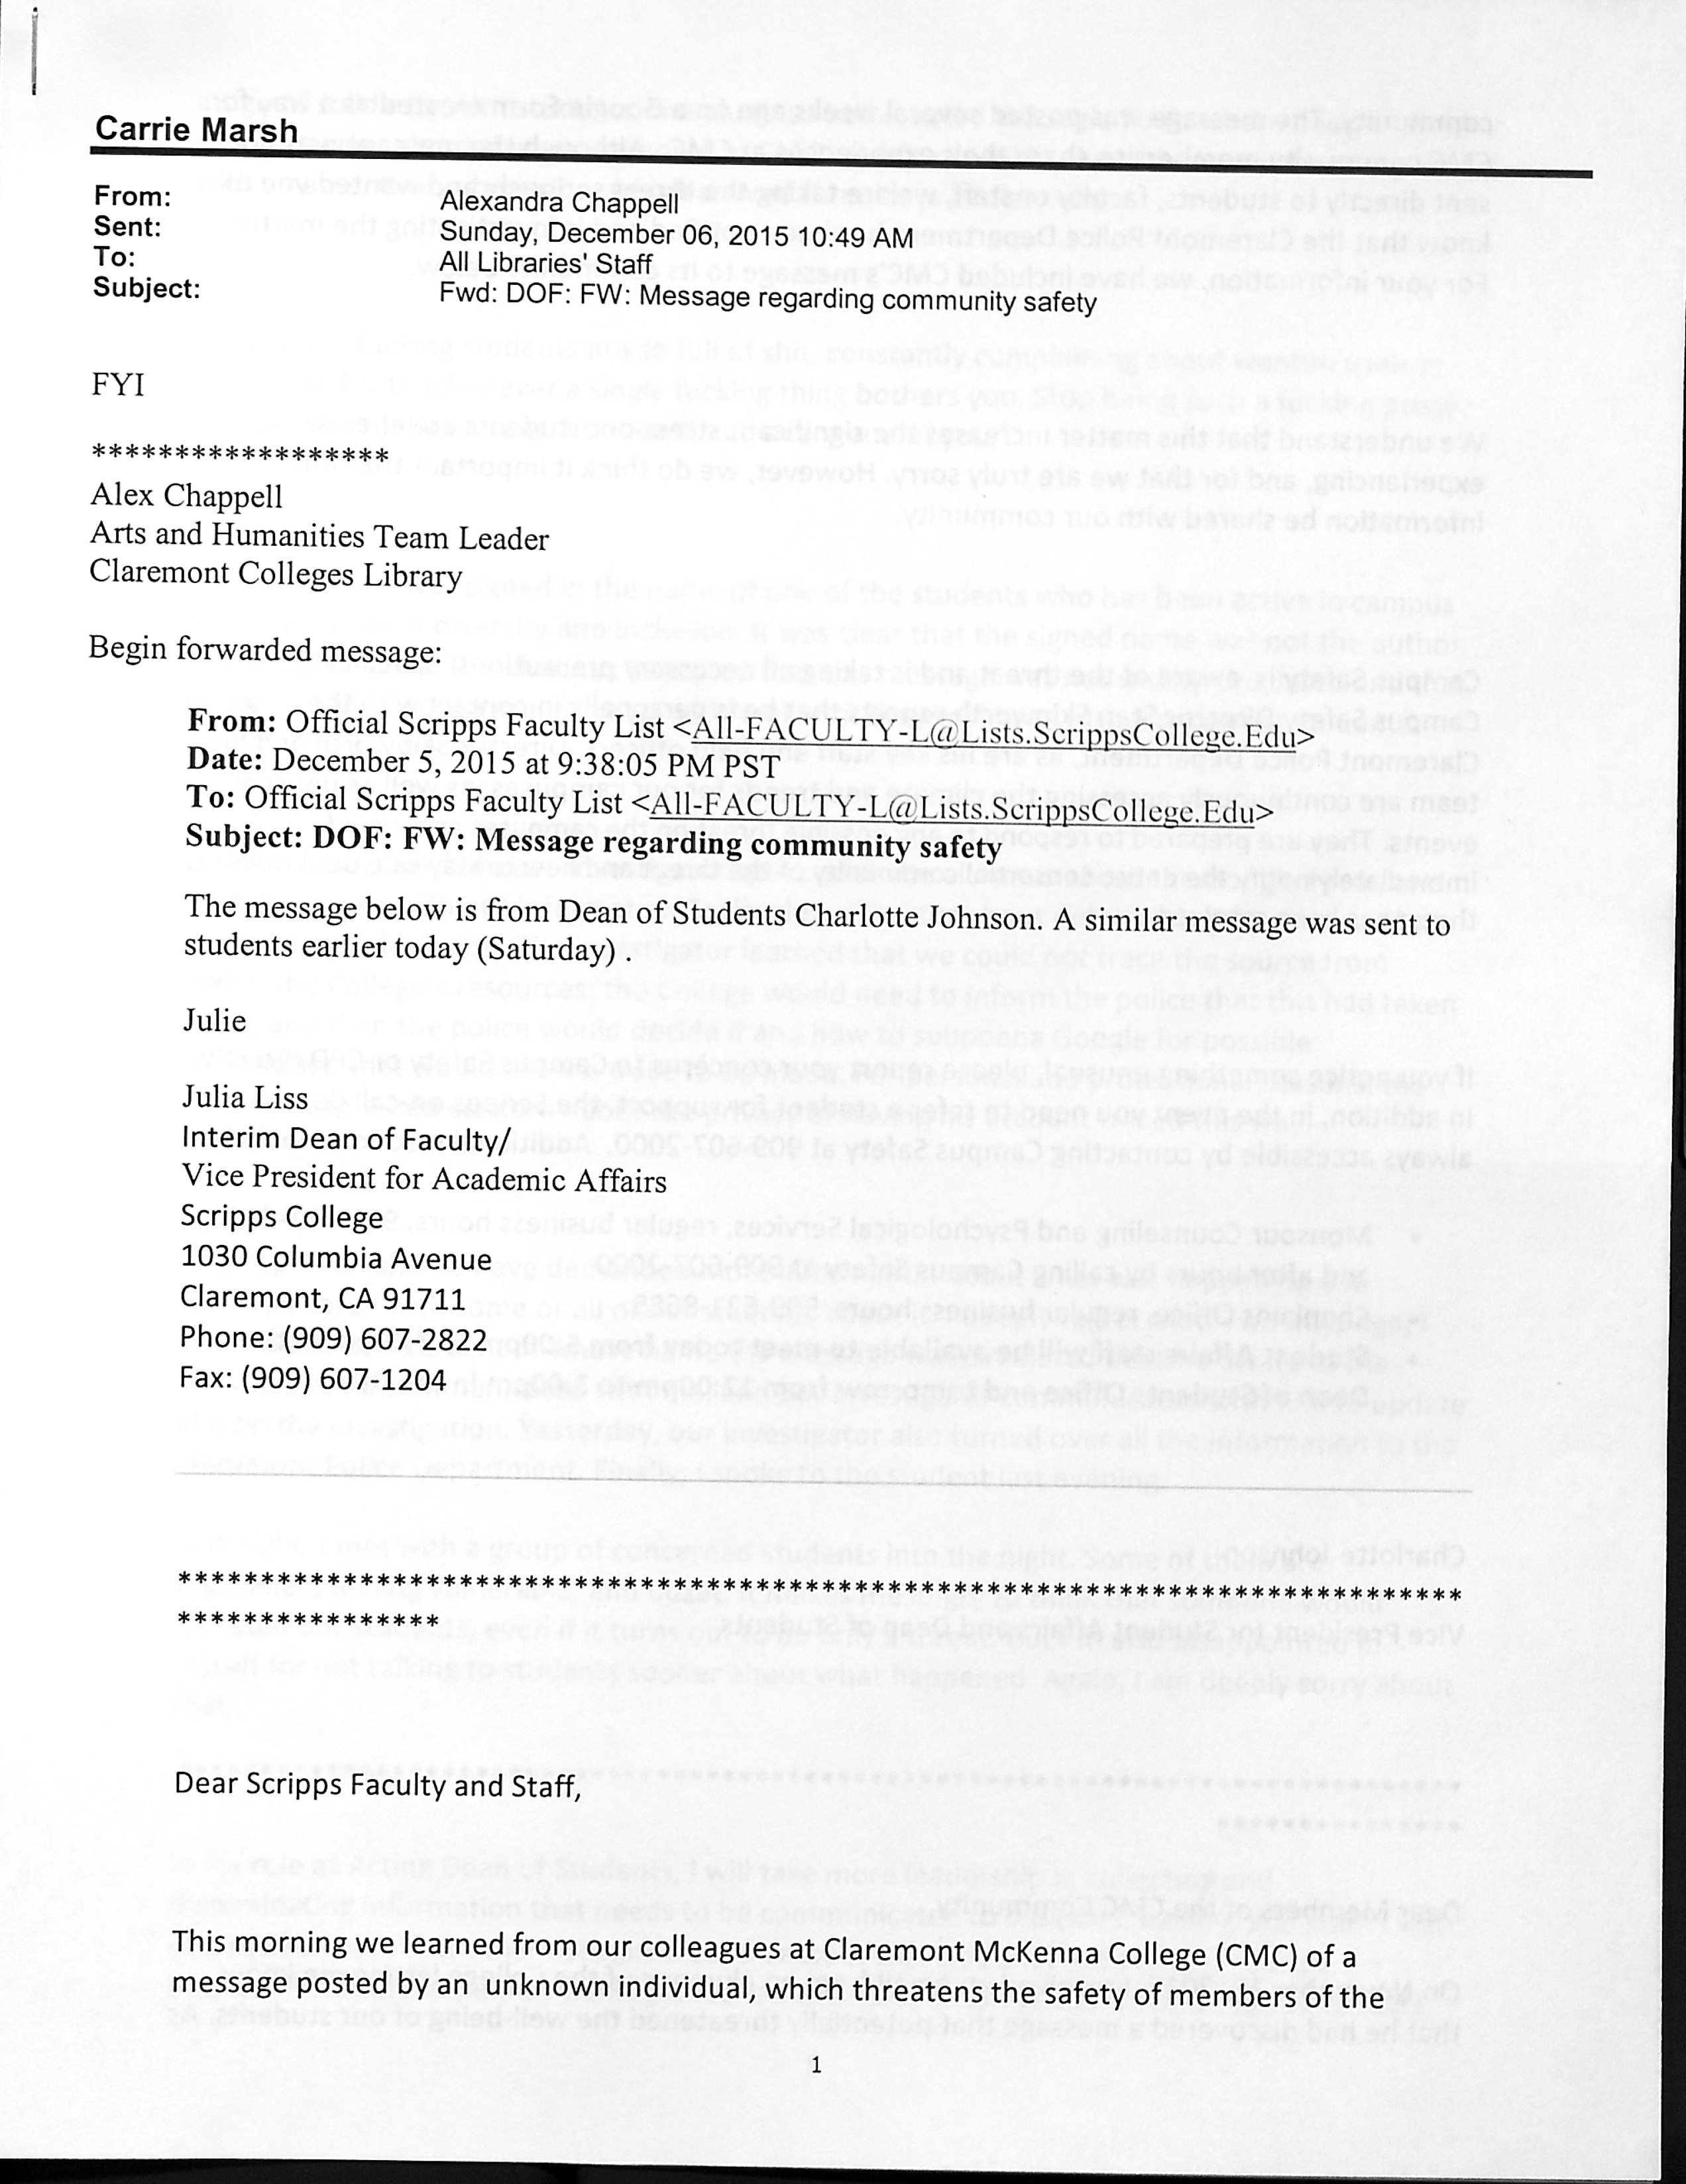 Carrie Marsh
From: Alexandra Chappell
Sent: Sunday, December 06, 2015 10:49 AM
To: All Libraries' Staff
Subject: Fwd: DOF: FW: Message regarding community safety
FYI
******************
Alex Chappell
Arts and Humanities Team Leader
Claremont Colleges Library
Begin forwarded message:
From: Official Scripps Faculty List <All-FACULTY-L@Lists.ScrippsCollege.Edu>
Date: December 5, 2015 at 9:38:05 PM PST
To: Official Scripps Faculty List <All-FACULTY-L@Lists.ScrippsCollege.Edu>
Subject: DOF: FW: Message regarding community safety
The message below is from Dean of Students Charlotte Johnson. A similar message was sent to
students earlier today (Saturday) .
Julie
Julia Liss
Interim Dean of Faculty/
Vice President for Academic Affairs
Scripps College
1030 Columbia Avenue
Claremont, CA 91711
Phone: (909) 607-2822
Fax: (909) 607-1204
******************************************************************************
****************
Dear Scripps Faculty and Staff,
This morning we learned from our colleagues at Claremont McKenna College (CMC) of a
message posted by an unknown individual, which threatens the safety of members of the
1